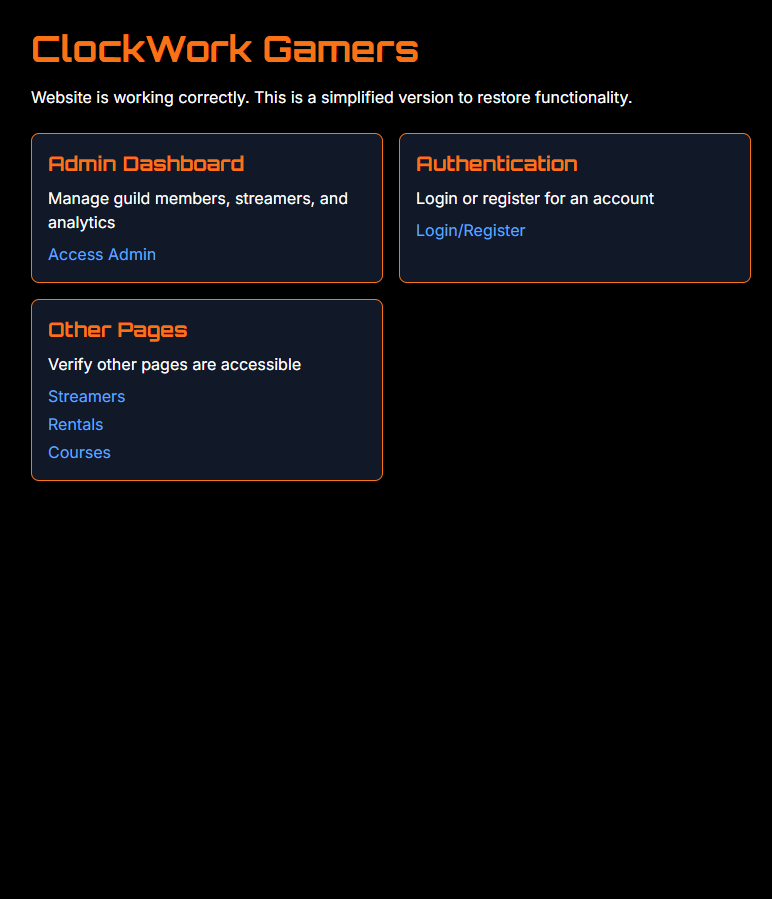 ClockWork Gamers
Website is working correctly. This is a simplified version to restore functionality.
Admin Dashboard
Manage guild members, streamers, and
analytics
Access Admin
Authentication
Login or register for an account
Login/Register
Other Pages
Verify other pages are accessible
Streamers
Rentals
Courses